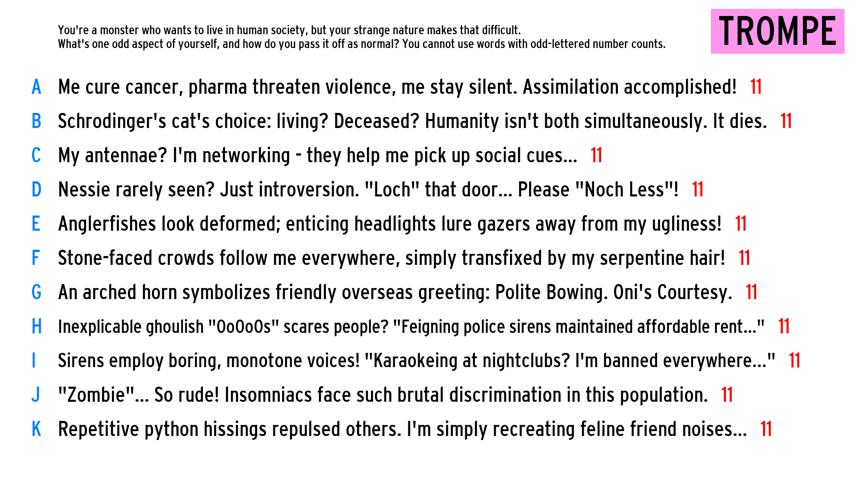 You're a monster who wants to live in human society, but your strange nature makes that difficult.
What's one odd aspect of yourself, and how do you pass it off as normal? You cannot use words with odd-lettered number counts.
TROMPE
A Me cure cancer, pharma threaten violence, me stay silent. Assimilation accomplished! 11
B Schrodinger's cat's choice: living? Deceased? Humanity isn't both simultaneously. It dies. 11
C My antennae? I'm networking - they help me pick up social cues... 11
D Nessie rarely seen? Just introversion. "Loch" that door... Please "Noch Less"! 11
E Anglerfishes look deformed; enticing headlights lure gazers away from my ugliness! 11
F Stone-faced crowds follow me everywhere, simply transfixed by my serpentine hair! 11
G An arched horn symbolizes friendly overseas greeting: Polite Bowing. Oni's Courtesy. 11
H Inexplicable ghoulish "OoOoOs" scares people? "Feigning police sirens maintained affordable rent..." 11
I Sirens employ boring, monotone voices! "Karaokeing at nightclubs? I'm banned everywhere..." 11
J "Zombie"... So rude! Insomniacs face such brutal discrimination in this population. 11
K Repetitive python hissings repulsed others. I'm simply recreating feline friend noises... 11